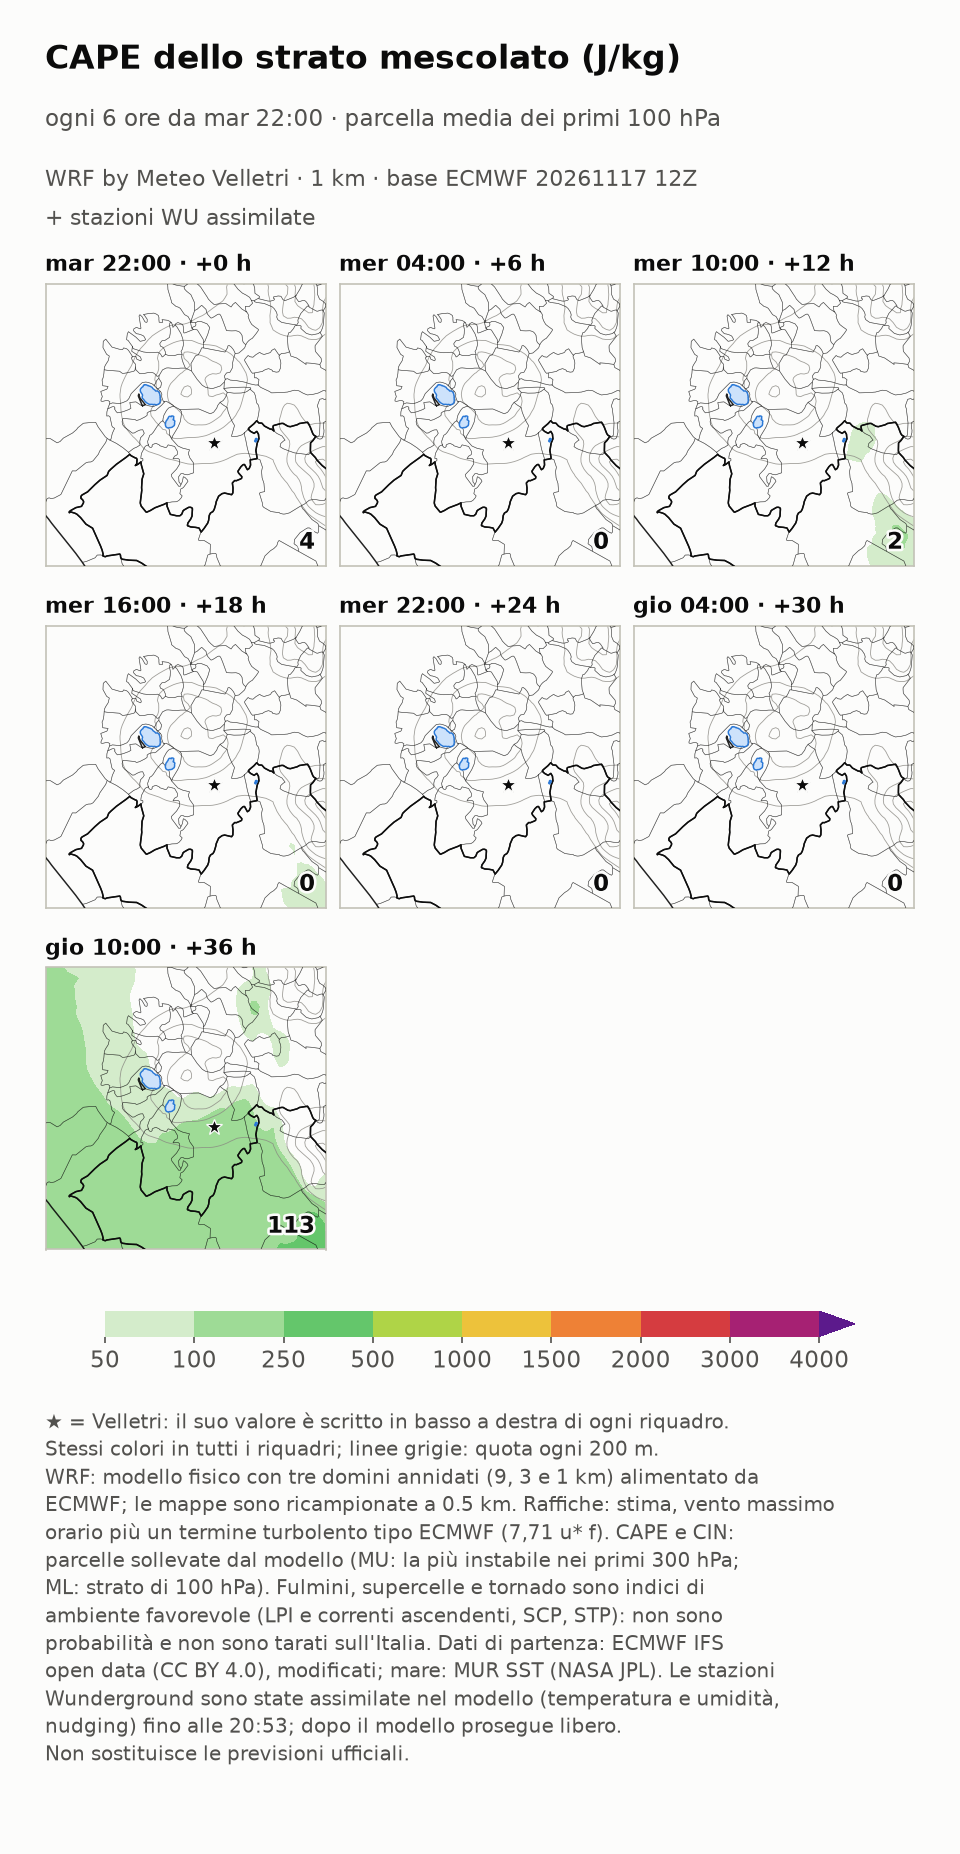 CAPE dello strato mescolato (J/kg)
ogni 6 ore da mar 22:00 · parcella media dei primi 100 hPa
WRF by Meteo Velletri · 1 km · base ECMWF 20261117 12Z
+ stazioni WU assimilate
mar 22:00 · +0 h
mer 04:00 · +6 h
mer 10:00 · +12 h
4
0
2
mer 16:00 · +18 h
mer 22:00 · +24 h
gio 04:00 · +30 h
0
0
0
gio 10:00 · +36 h
113
50 100 250 500 1000 1500 2000 3000 4000
★ = Velletri: il suo valore è scritto in basso a destra di ogni riquadro.
Stessi colori in tutti i riquadri; linee grigie: quota ogni 200 m.
WRF: modello fisico con tre domini annidati (9, 3 e 1 km) alimentato da
ECMWF; le mappe sono ricampionate a 0.5 km. Raffiche: stima, vento massimo
orario più un termine turbolento tipo ECMWF (7,71 u* f). CAPE e CIN:
parcelle sollevate dal modello (MU: la più instabile nei primi 300 hPa;
ML: strato di 100 hPa). Fulmini, supercelle e tornado sono indici di
ambiente favorevole (LPI e correnti ascendenti, SCP, STP): non sono
probabilità e non sono tarati sull'Italia. Dati di partenza: ECMWF IFS
open data (CC BY 4.0), modificati; mare: MUR SST (NASA JPL). Le stazioni
Wunderground sono state assimilate nel modello (temperatura e umidità,
nudging) fino alle 20:53; dopo il modello prosegue libero.
Non sostituisce le previsioni ufficiali.